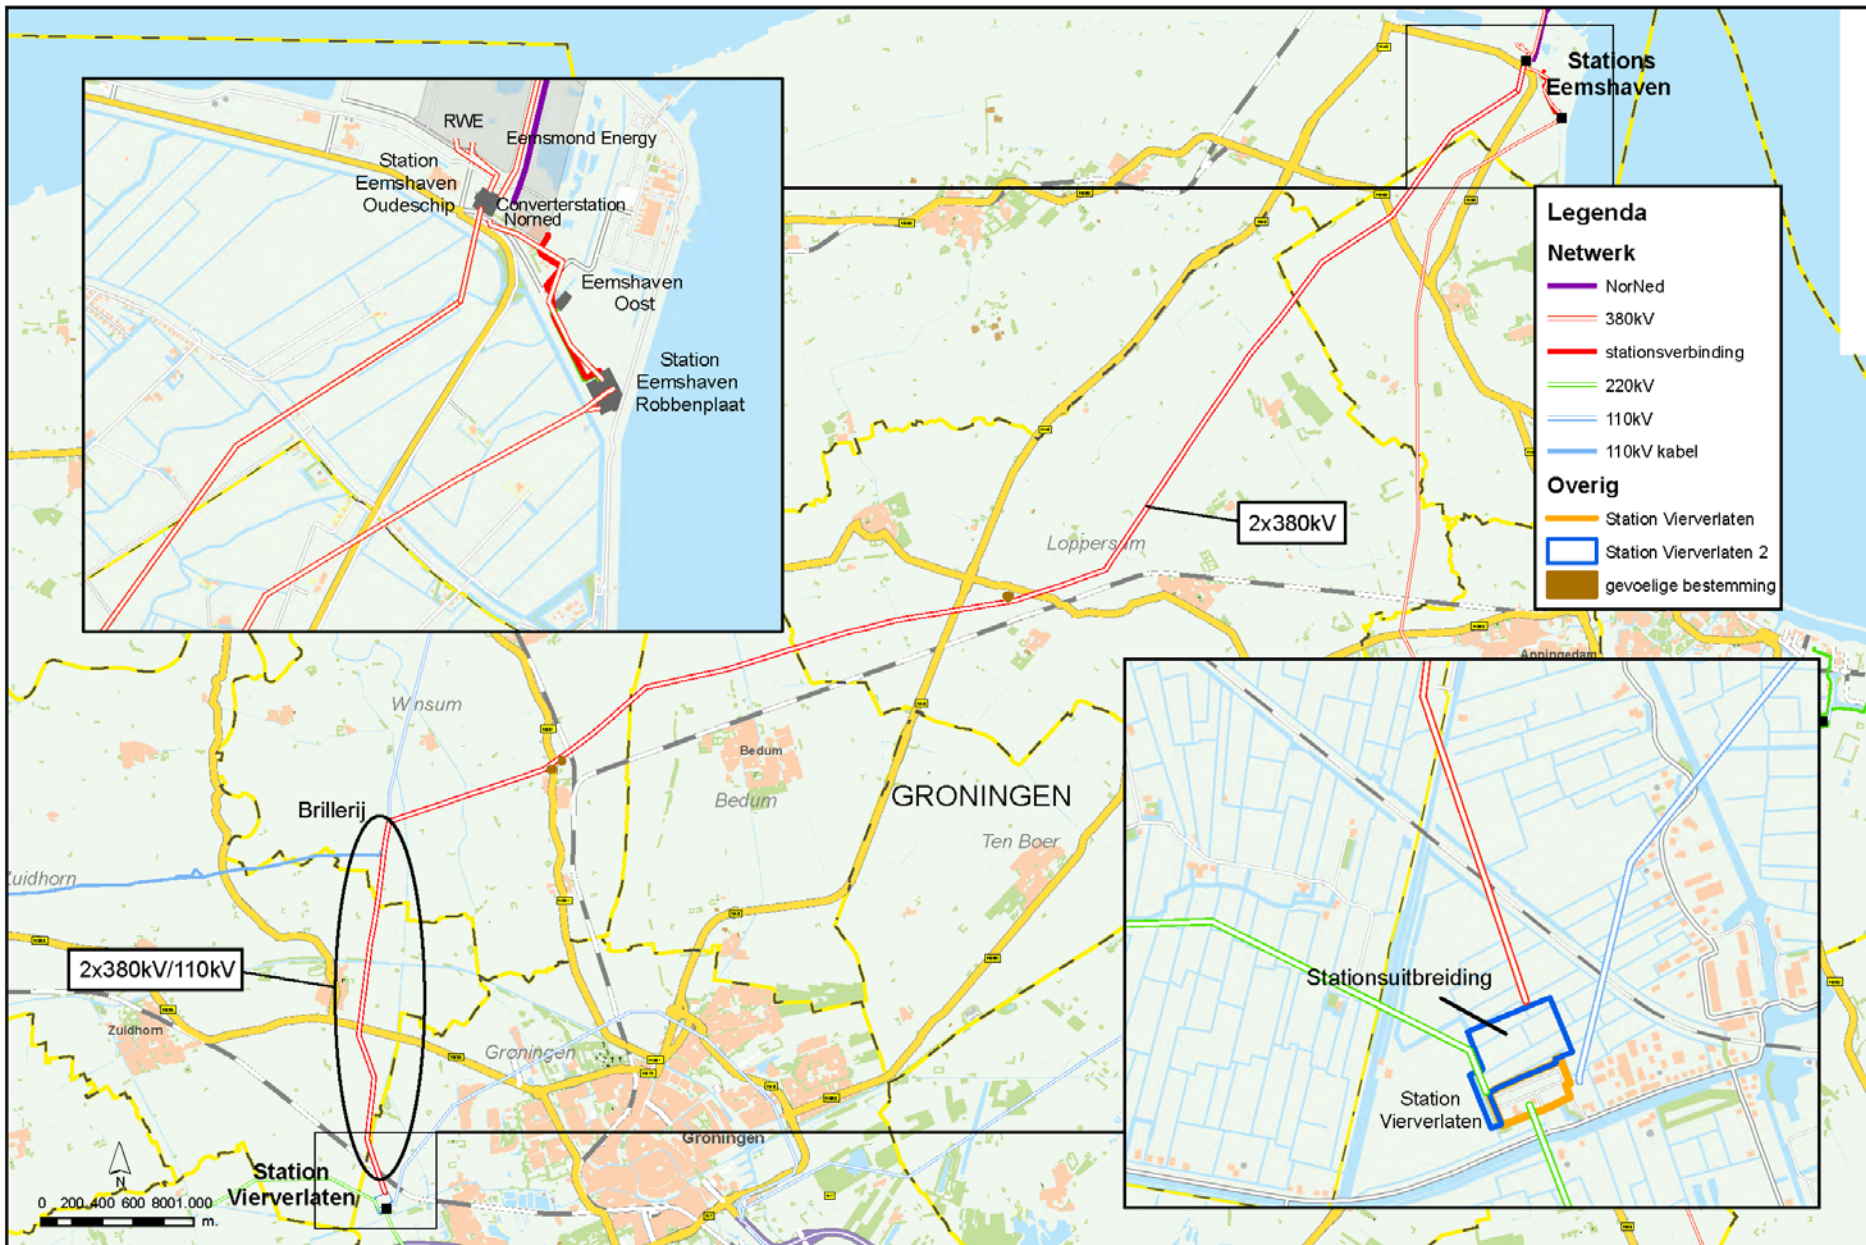 Stations
Eemshaven
RWE
Eemsmond Energy
Station
Eemshaven
Oudeschip
Converterstation
Norned
Eemshaven
Oost
Station
Eemshaven
Robbenplaat
Legenda
Netwerk
NorNed
380kV
stationsverbinding
220kV
110kV
110kV kabel
Overig
Station Vierverlaten
Station Vierverlaten 2
gevoelige bestemming
2x380kV
Loppersum
Appingedam
Winsum
Bedum
Bedum
GRONINGEN
Brillerij
Ten Boer
Zuidhorn
2x380kV/110kV
Zuidhorn
Groningen
Groningen
Stationsuitbreiding
Station
Vierverlaten
Station
Vierverlaten
N
0 200 400 600 8001.000
m.